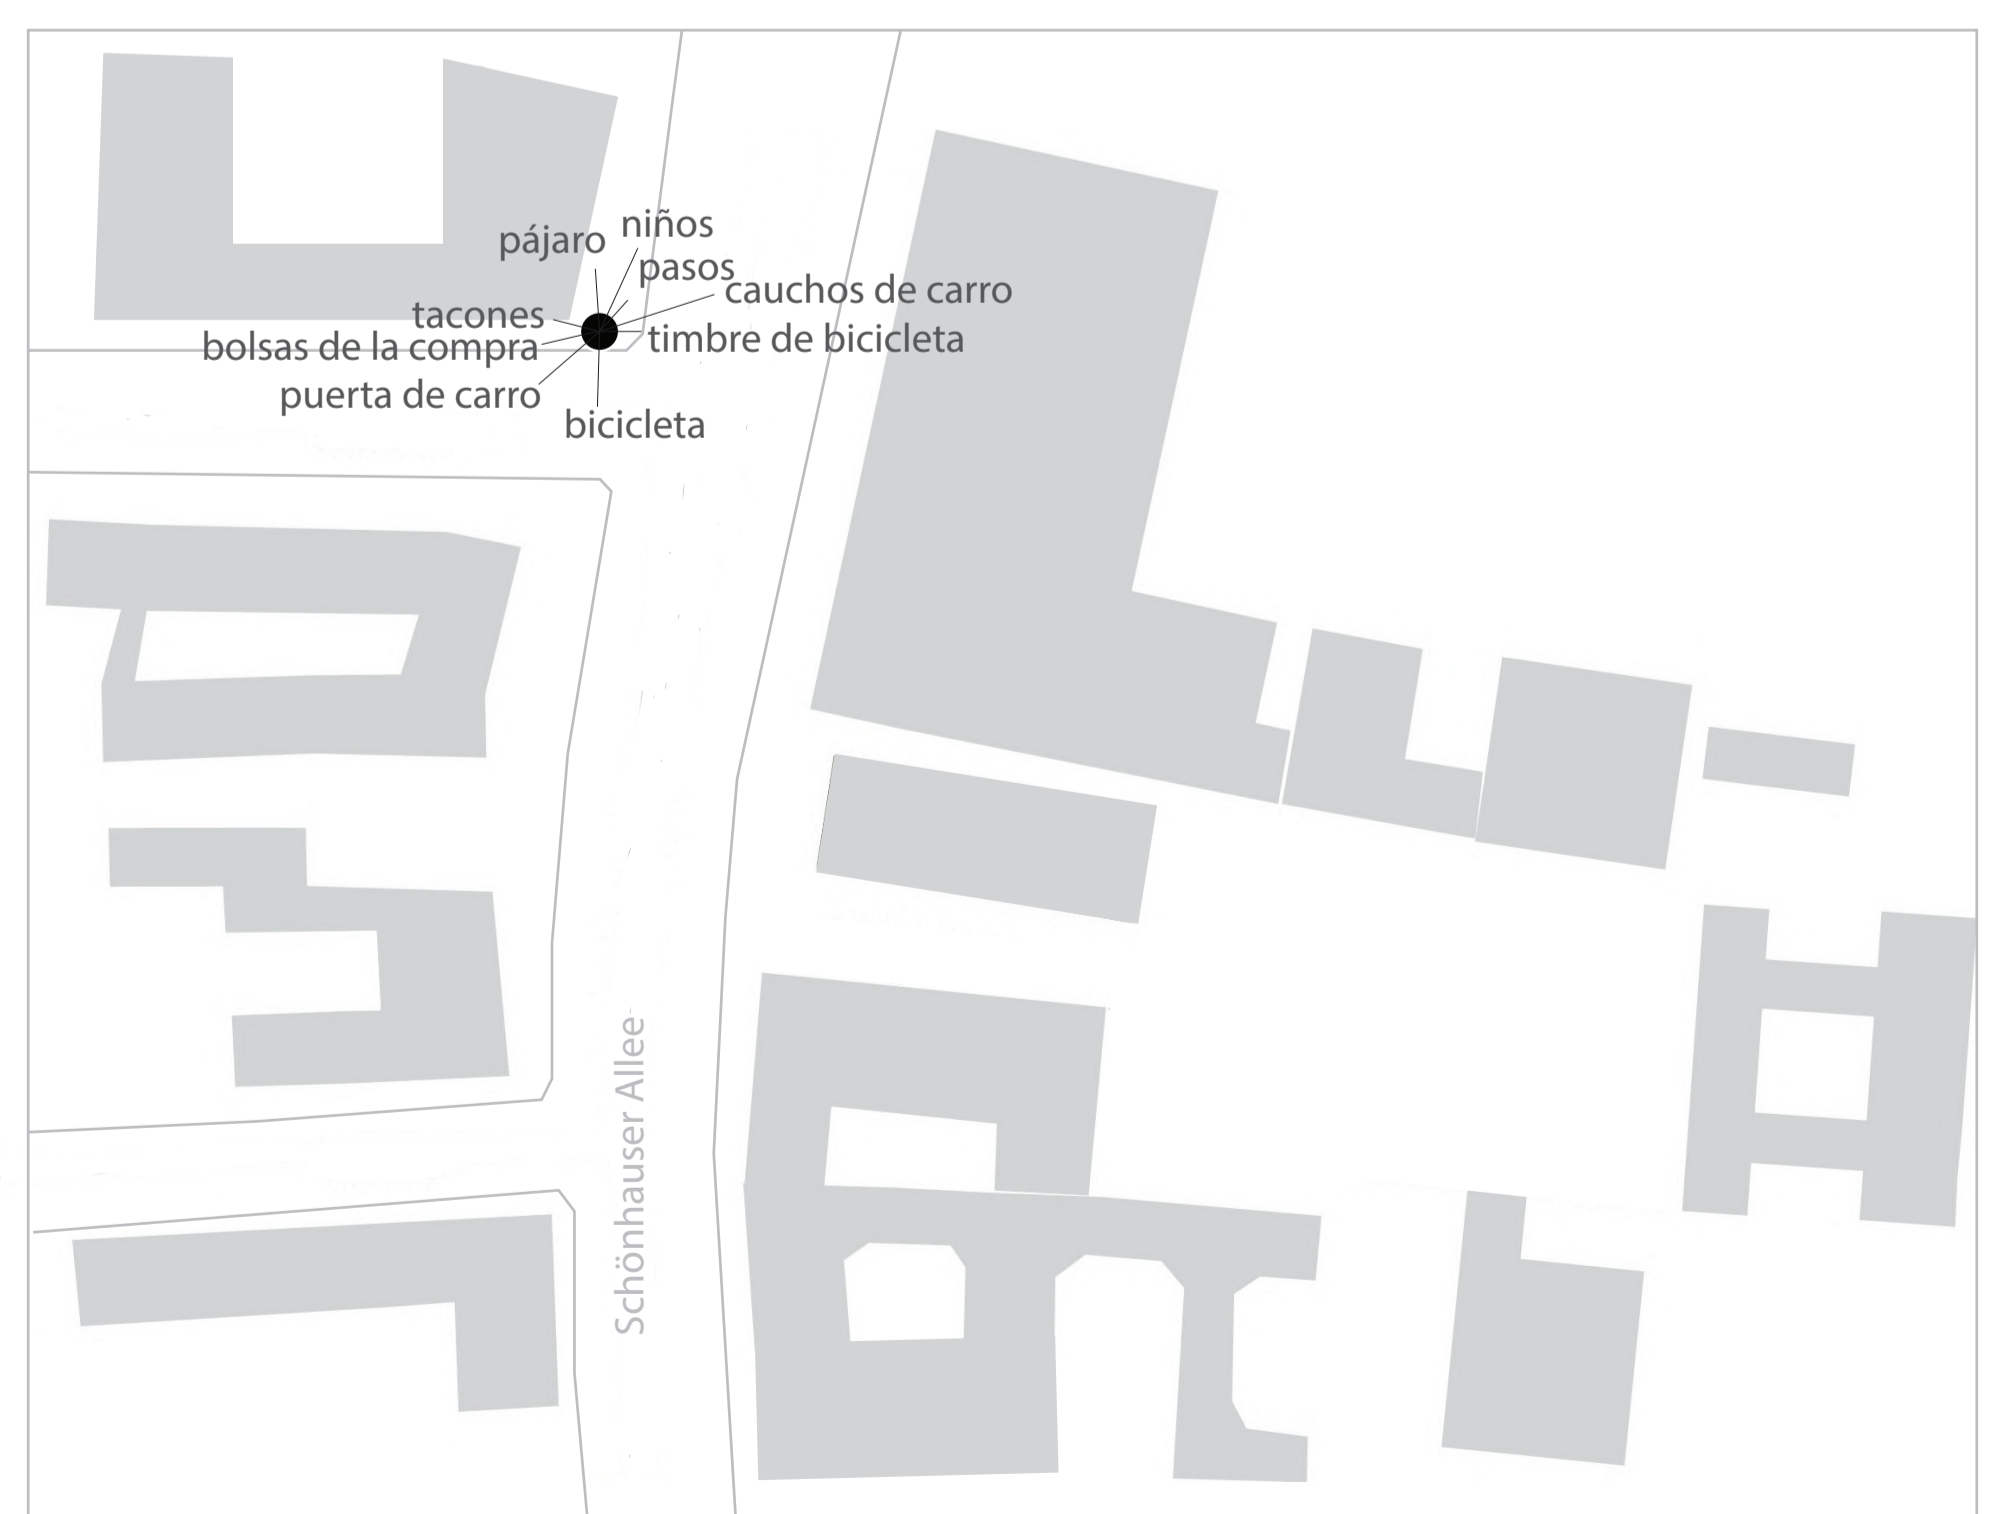 niños
pájaro
pasos
cauchos de carro
tacones
timbre de bicicleta
bolsas de la compra
puerta de carro
bicicleta
Schönhauser Allee